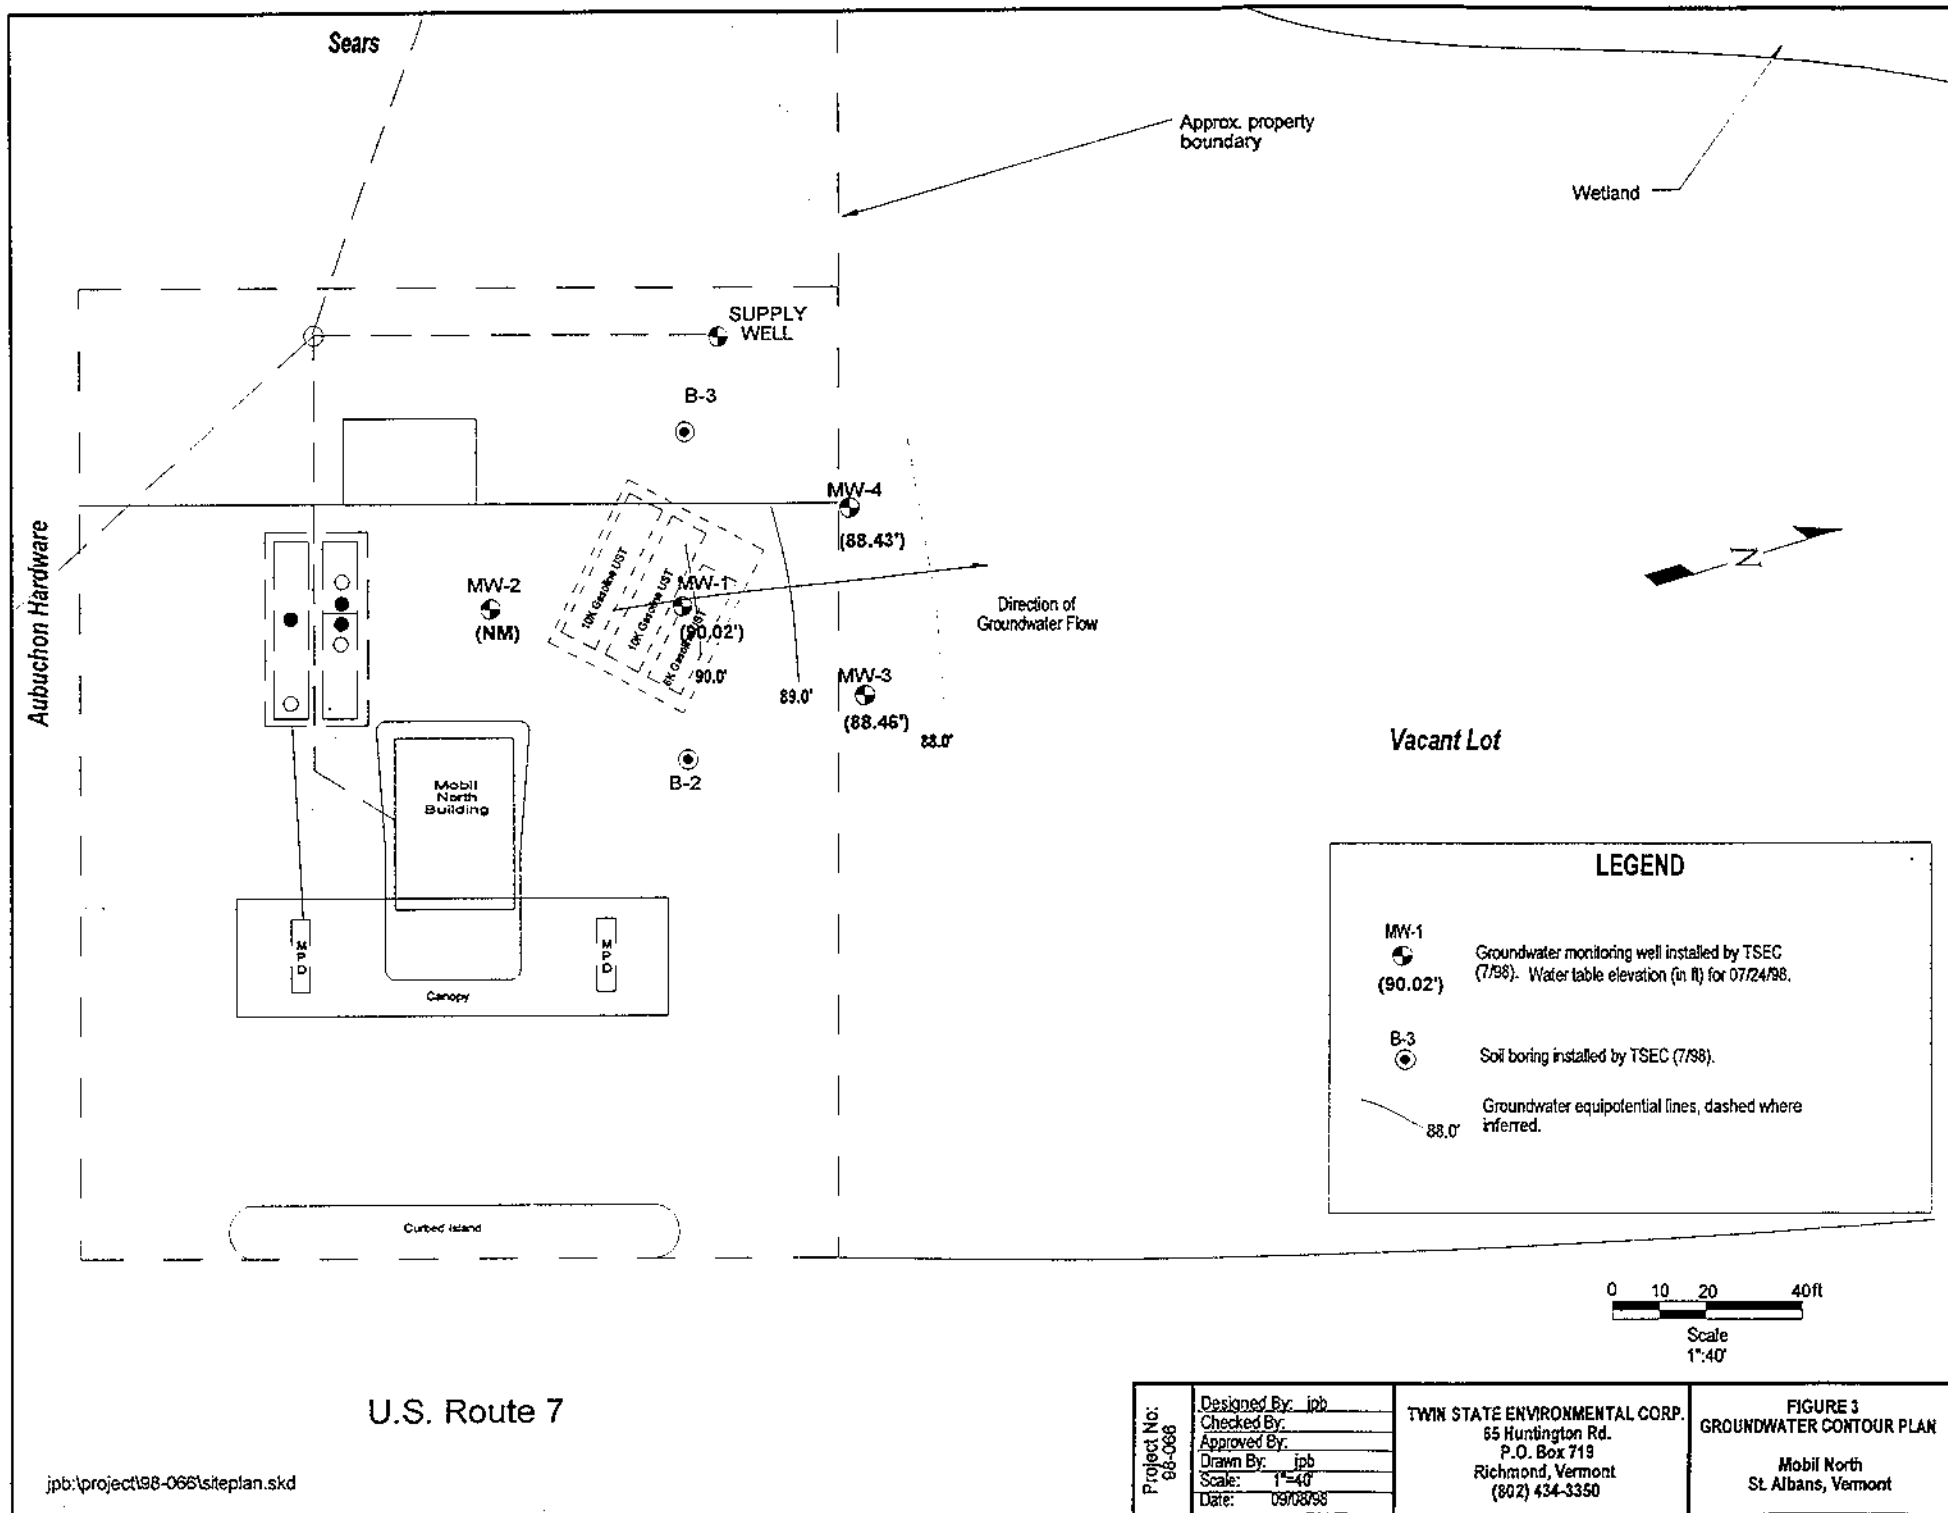 Sears
Approx. property
boundary
Wetland
SUPPLY
WELL
B-3
MW-4
(88.43')
Aubuchon Hardware
MW-2
(NM)
10K Gasoline UST
10K Gasoline UST
6K Gasoline UST
MW-1
(90.02')
90.0'
89.0'
Direction of
Groundwater Flow
N
MW-3
(88.46')
88.0'
B-2
Vacant Lot
Mobil
North
Building
MPD
MPD
Canopy
Curbed Island
LEGEND
MW-1
(90.02')
Groundwater monitoring well installed by TSEC
(7/98). Water table elevation (in ft) for 07/24/98.
B-3
Soil boring installed by TSEC (7/98).
88.0'
Groundwater equipotential lines, dashed where
inferred.
0 10 20 40ft
Scale
1":40'
U.S. Route 7
jpb:\project\98-066\siteplan.skd
Project No:
98-066
Designed By: jpb
Checked By:
Approved By:
Drawn By: jpb
Scale: 1"=40'
Date: 09/08/98
TWIN STATE ENVIRONMENTAL CORP.
65 Huntington Rd.
P.O. Box 719
Richmond, Vermont
(802) 434-3350
FIGURE 3
GROUNDWATER CONTOUR PLAN
Mobil North
St. Albans, Vermont